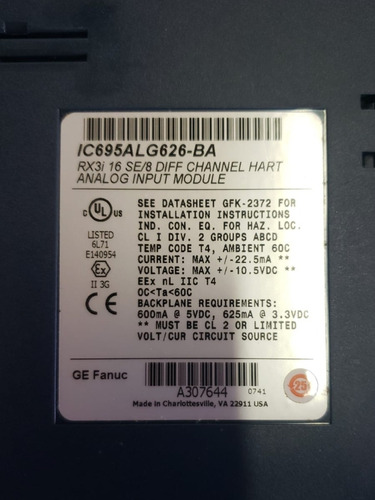 IC695ALG626-BA
RX3i 16 SE/8 DIFF CHANNEL HART
ANALOG INPUT MODULE
SEE DATASHEET GFK-2372 FOR
INSTALLATION INSTRUCTIONS
IND. CON. EQ. FOR HAZ. LOC.
CL I DIV. 2 GROUPS ABCD
TEMP CODE T4, AMBIENT 60C
CURRENT: MAX +/-22.5mA **
VOLTAGE: MAX +/-10.5VDC **
EEx nL IIC T4
0C<Ta<60C
BACKPLANE REQUIREMENTS:
600mA @ 5VDC, 625mA @ 3.3VDC
** MUST BE CL 2 OR LIMITED
VOLT/CUR CIRCUIT SOURCE
C UL US
LISTED
6L71
E140954
Ex
II 3G
CE
GE Fanuc
A307644
0741
Made in Charlottesville, VA 22911 USA
25